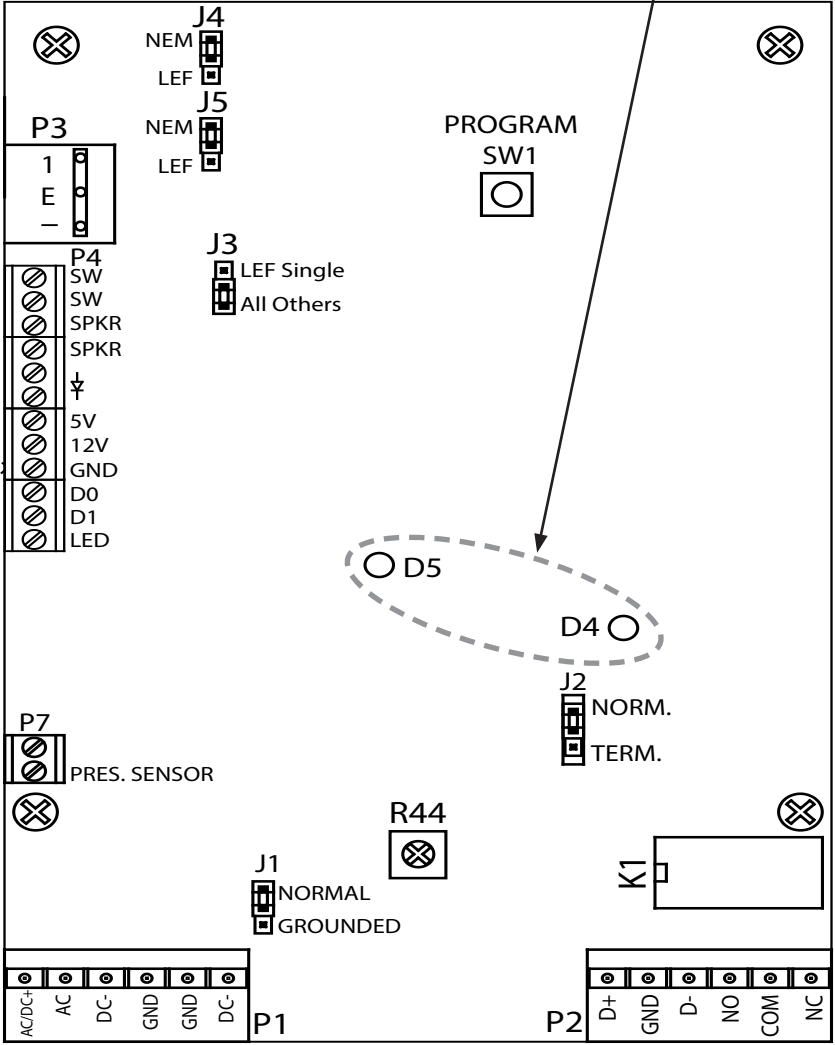 J4
NEM
LEF
J5
NEM
LEF
P3
1
E
–
PROGRAM
SW1
J3
LEF Single
All Others
P4
SW
SW
SPKR
SPKR
5V
12V
GND
D0
D1
LED
D5
D4
J2
NORM.
TERM.
P7
PRES. SENSOR
R44
K1
J1
NORMAL
GROUNDED
AC/DC+
AC
DC-
GND
GND
DC-
P1
P2
D+
GND
D-
NO
COM
NC